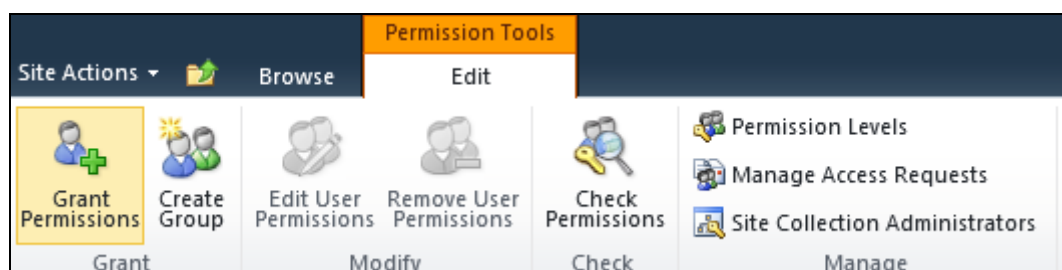 Permission Tools
Site Actions
Browse
Edit
Grant Permissions
Create Group
Edit User Permissions
Remove User Permissions
Check Permissions
Permission Levels
Manage Access Requests
Site Collection Administrators
Grant
Modify
Check
Manage